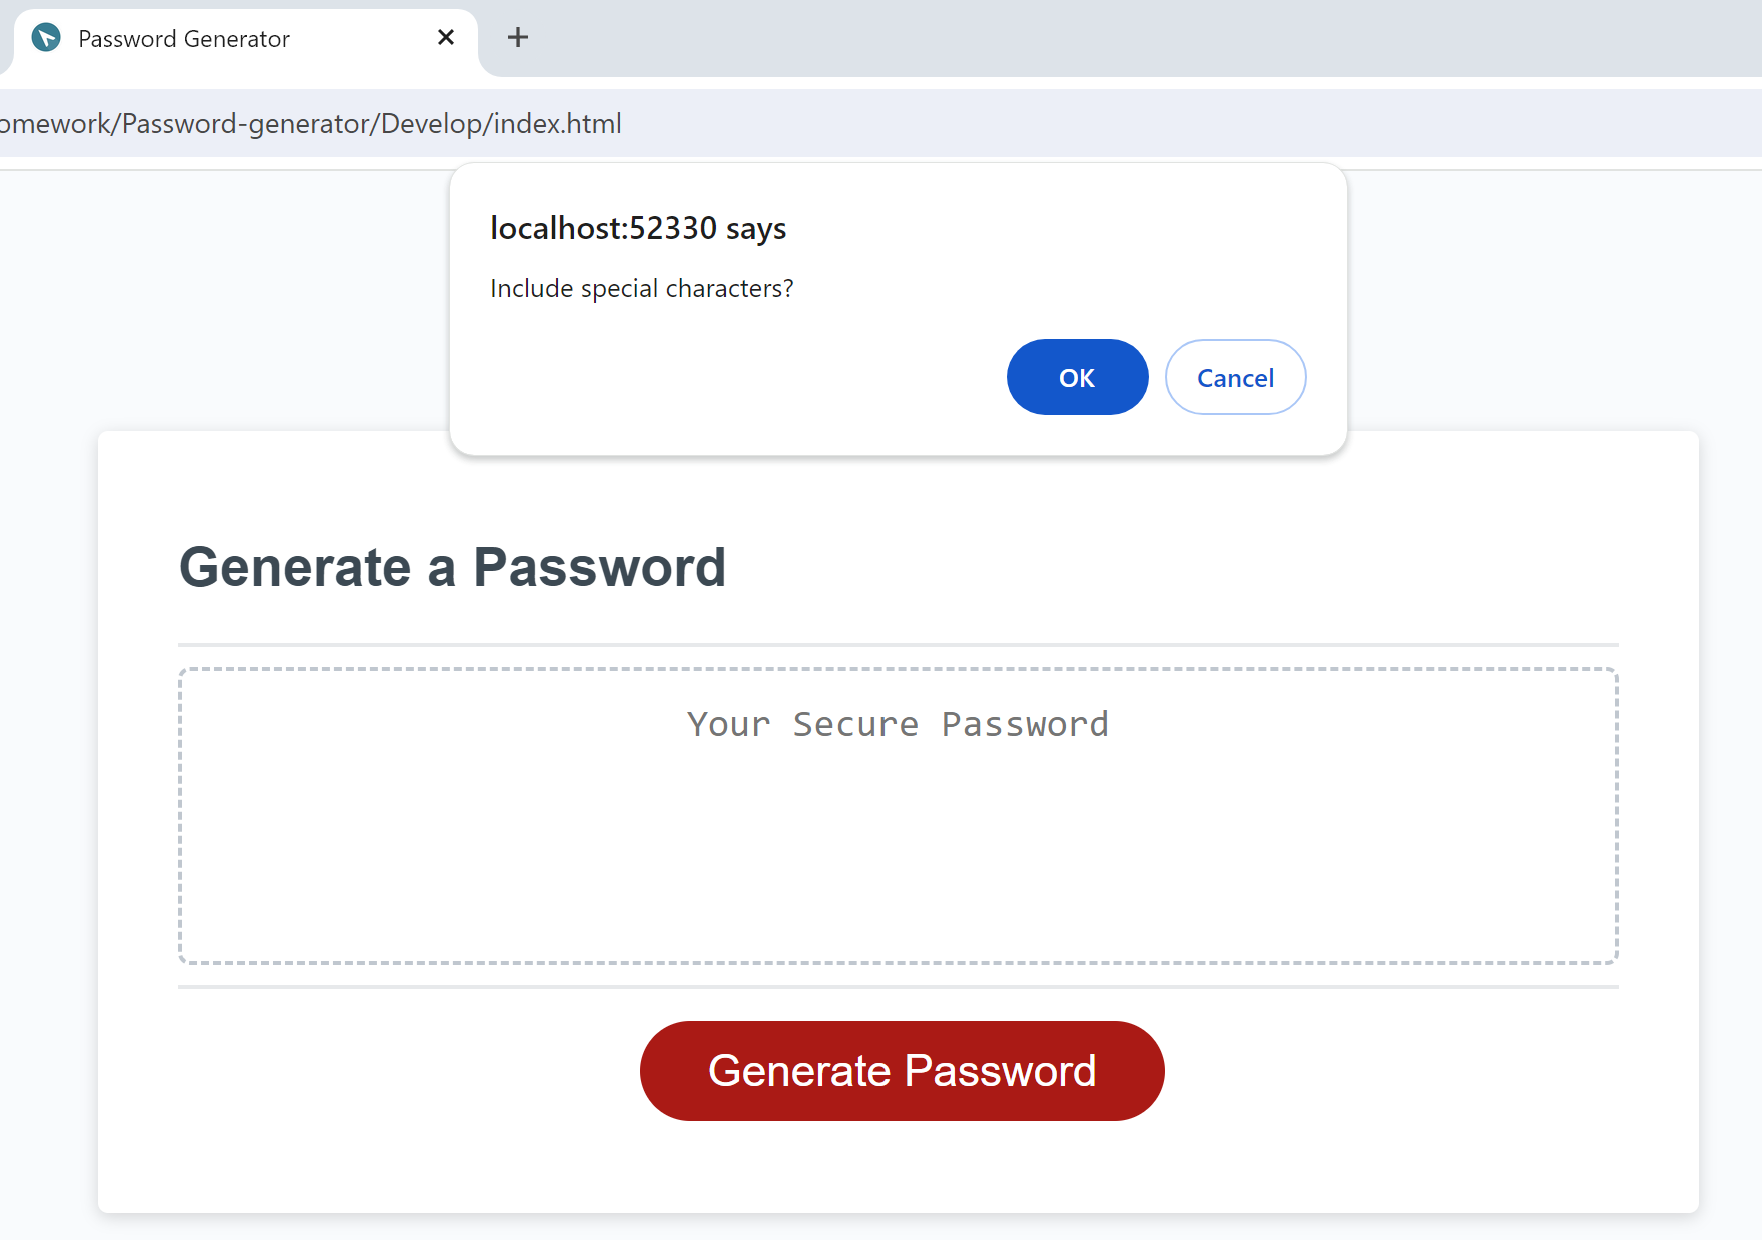 Password Generator
omework/Password-generator/Develop/index.html
localhost:52330 says
Include special characters?
OK Cancel
Generate a Password
Your Secure Password
Generate Password